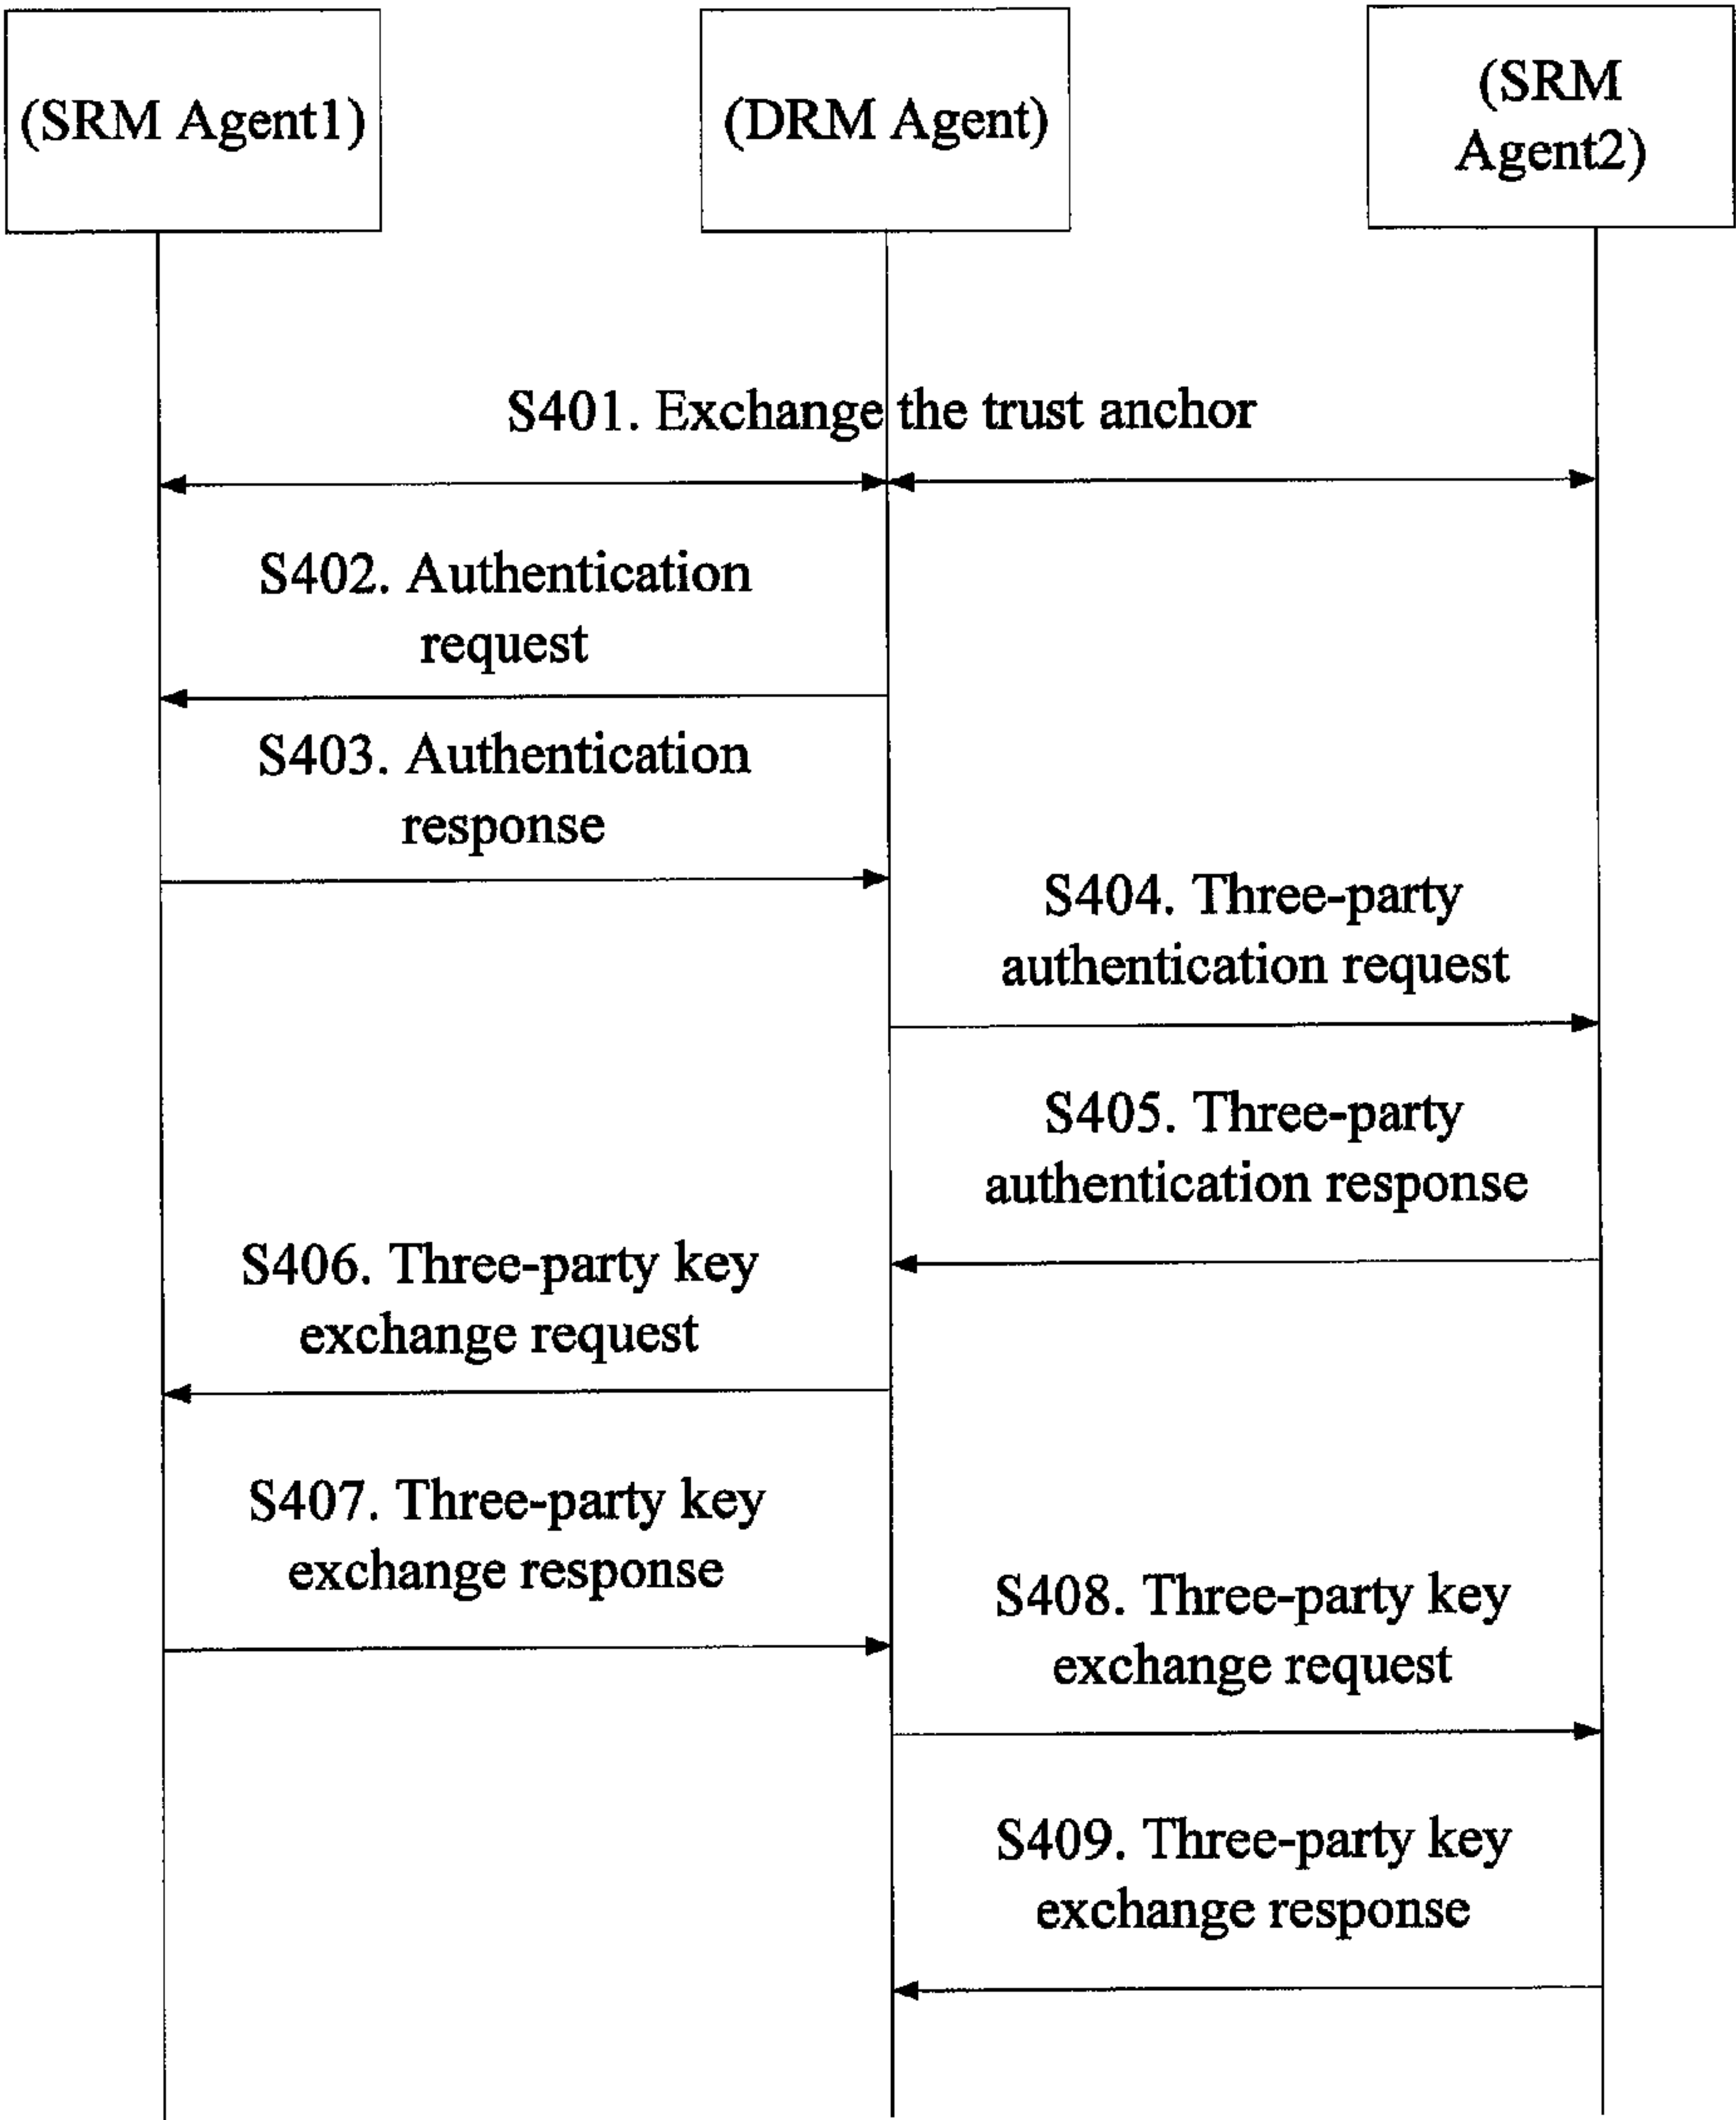 (SRM Agent1)
(DRM Agent)
(SRM
Agent2)
S401. Exchange the trust anchor
S402. Authentication
request
S403. Authentication
response
S404. Three-party
authentication request
S405. Three-party
authentication response
S406. Three-party key
exchange request
S407. Three-party key
exchange response
S408. Three-party key
exchange request
S409. Three-party key
exchange response